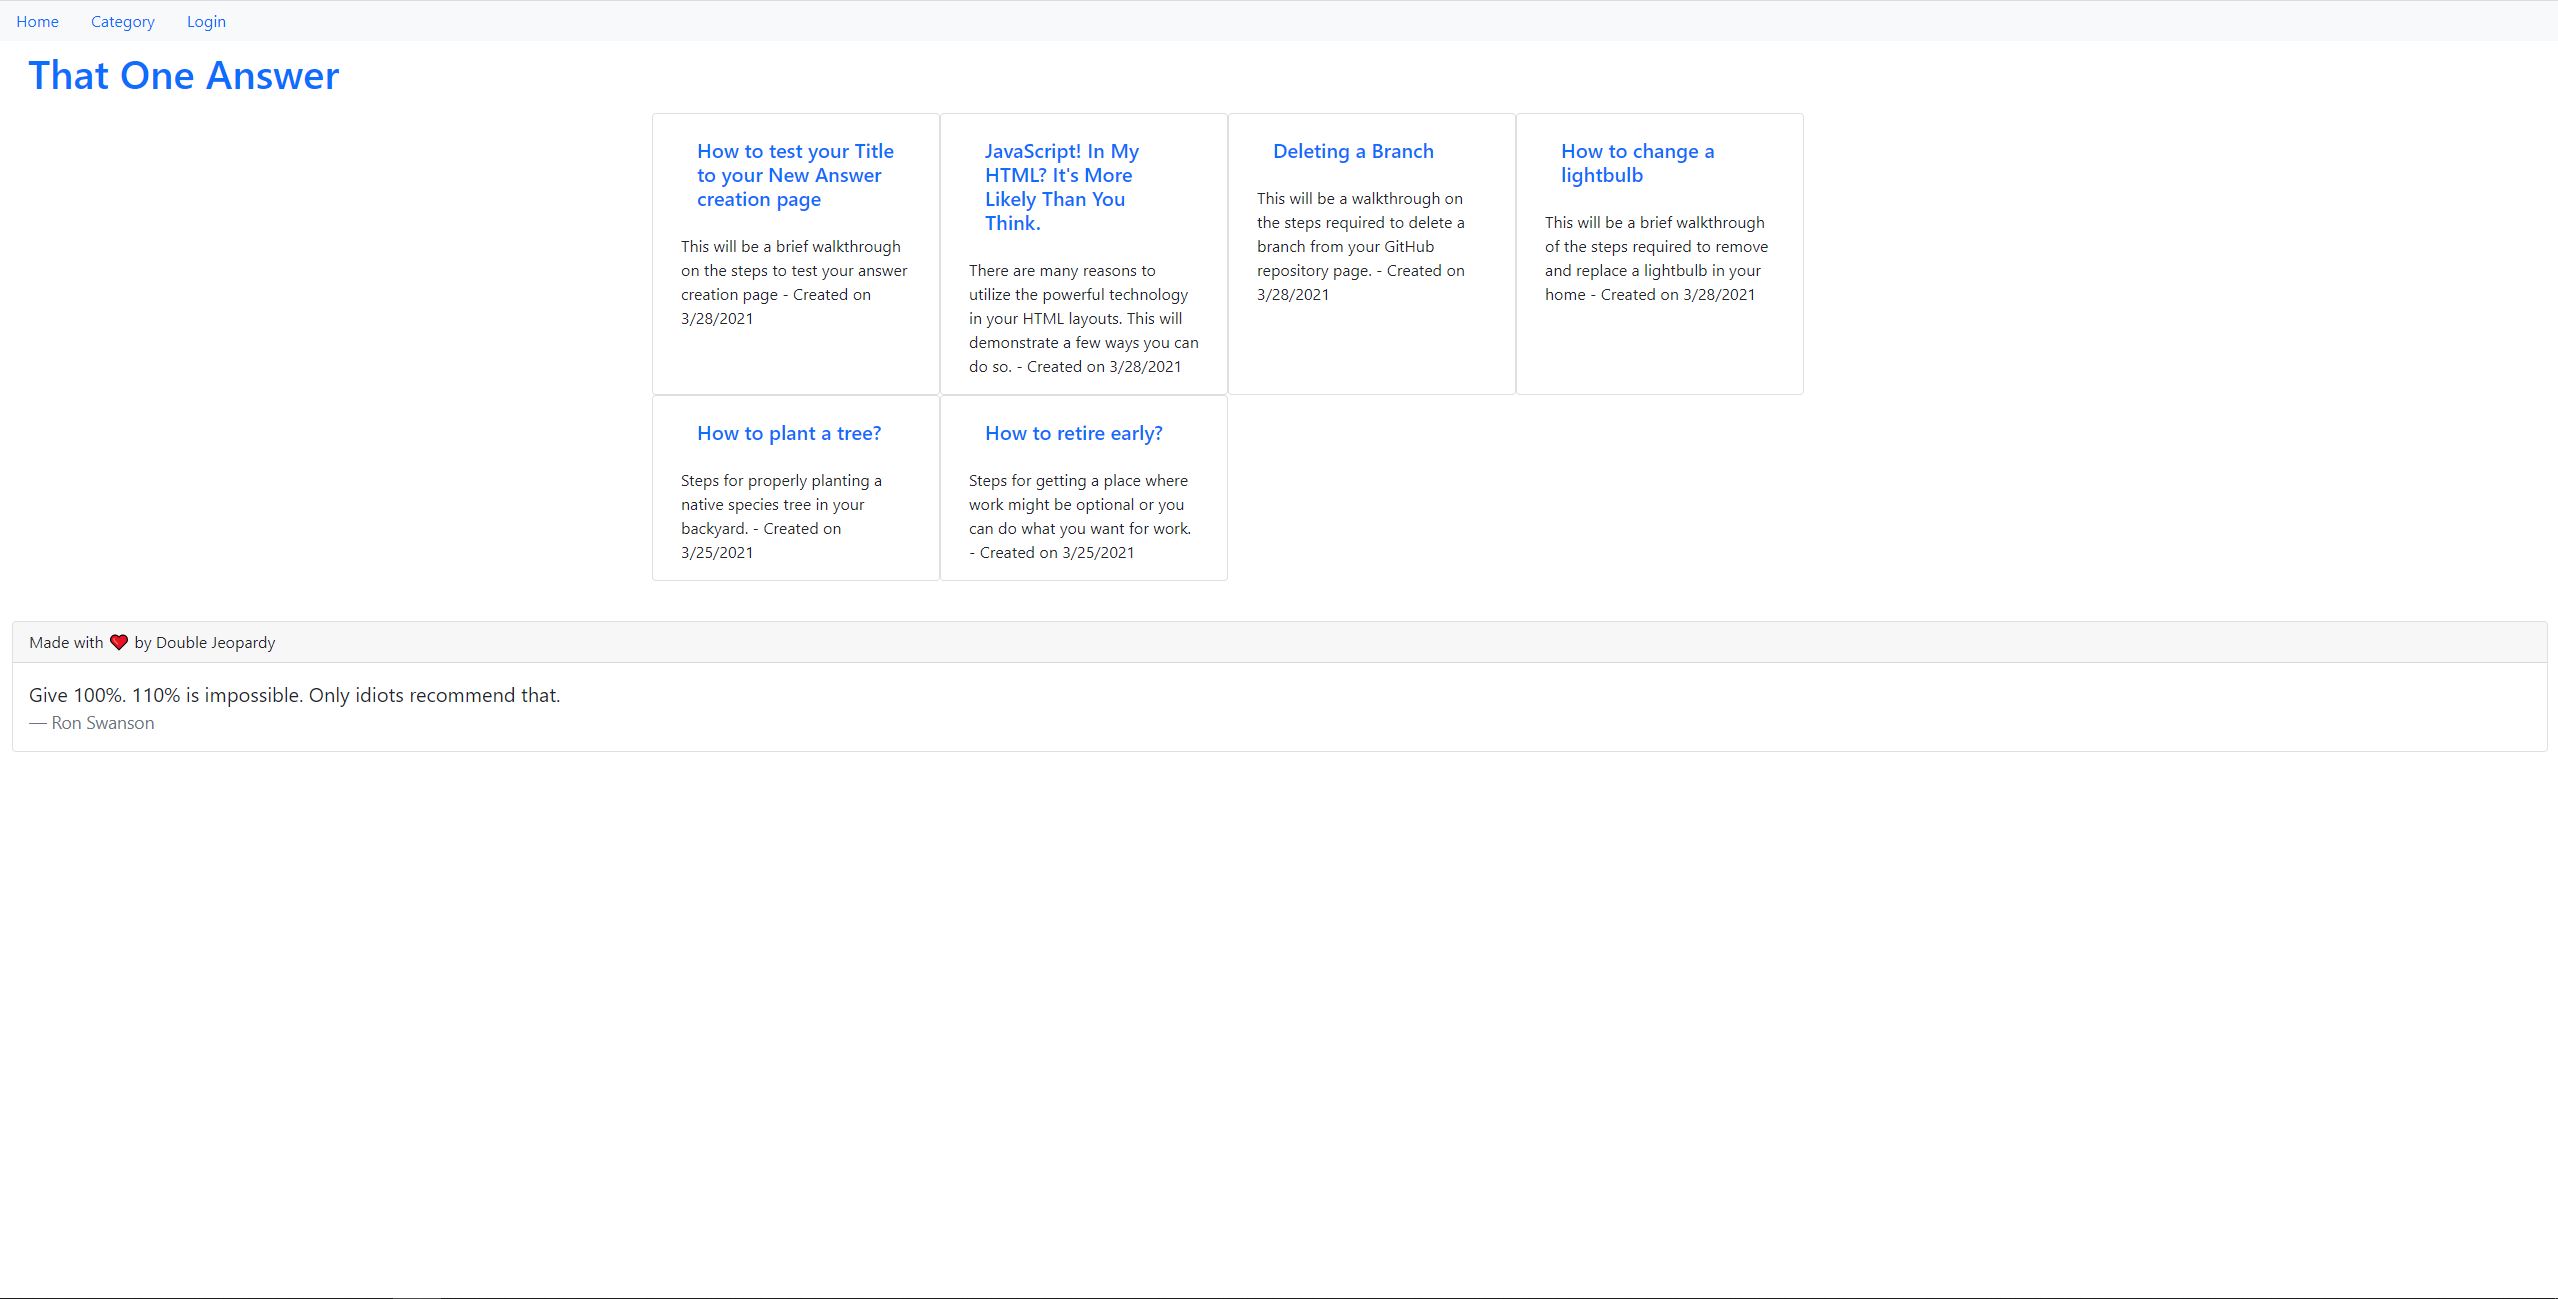 Home Category Login
That One Answer
How to test your Title
to your New Answer
creation page
This will be a brief walkthrough
on the steps to test your answer
creation page - Created on
3/28/2021
JavaScript! In My
HTML? It's More
Likely Than You
Think.
There are many reasons to
utilize the powerful technology
in your HTML layouts. This will
demonstrate a few ways you can
do so. - Created on 3/28/2021
Deleting a Branch
This will be a walkthrough on
the steps required to delete a
branch from your GitHub
repository page. - Created on
3/28/2021
How to change a
lightbulb
This will be a brief walkthrough
of the steps required to remove
and replace a lightbulb in your
home - Created on 3/28/2021
How to plant a tree?
Steps for properly planting a
native species tree in your
backyard. - Created on
3/25/2021
How to retire early?
Steps for getting a place where
work might be optional or you
can do what you want for work.
- Created on 3/25/2021
Made with ❤️ by Double Jeopardy
Give 100%. 110% is impossible. Only idiots recommend that.
— Ron Swanson